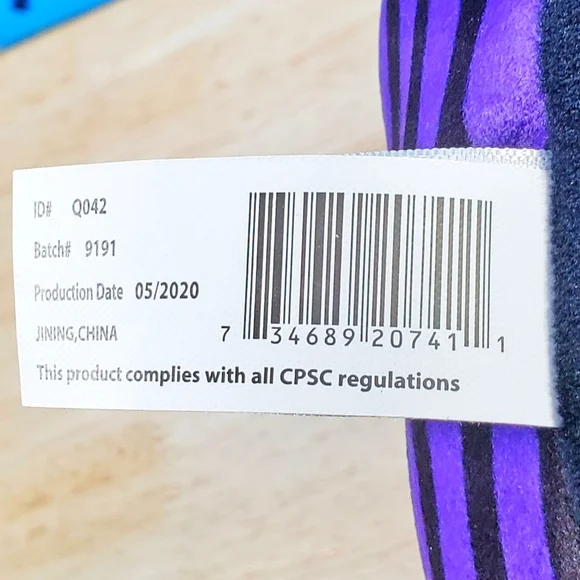 ID# Q042
Batch# 9191
Production Date 05/2020
JINING,CHINA
7 34689 20741 1
This product complies with all CPSC regulations